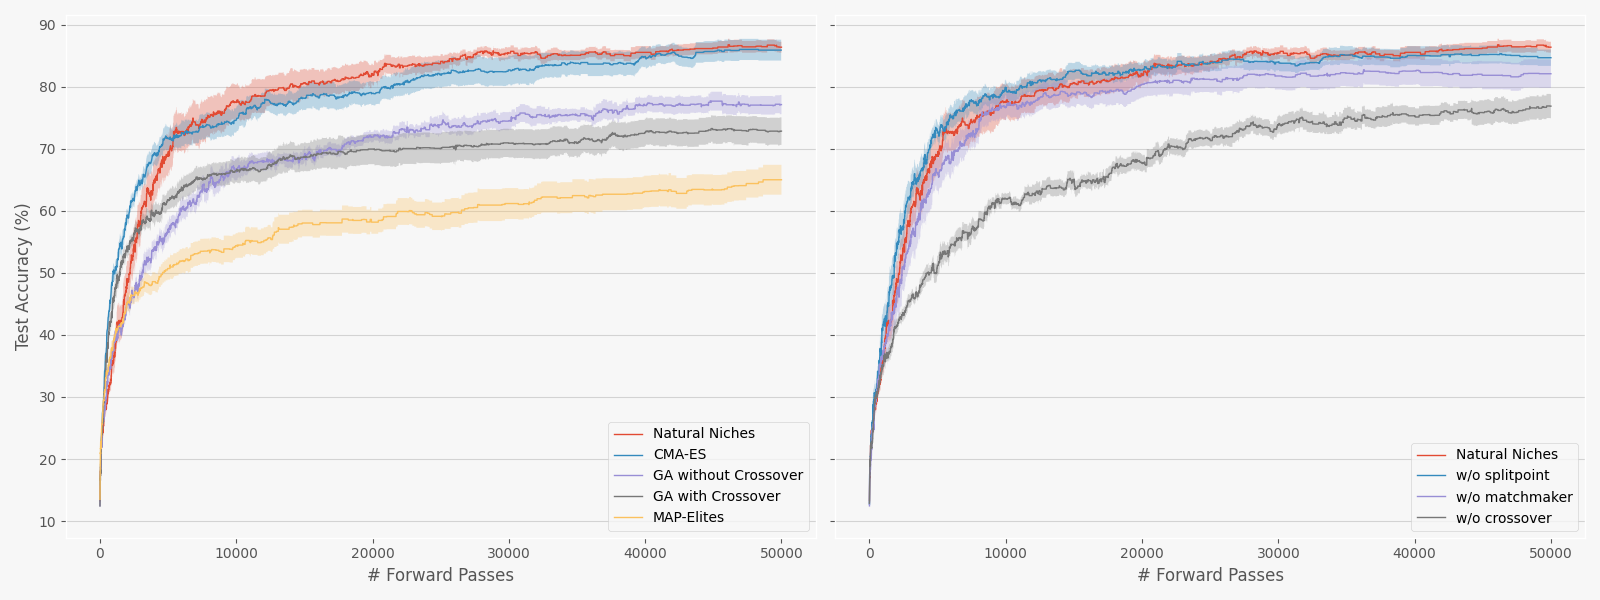 Test Accuracy (%)
90
80
70
60
50
40
30
20
10
0
10000
20000
30000
40000
50000
# Forward Passes
Natural Niches
CMA-ES
GA without Crossover
GA with Crossover
MAP-Elites
0
10000
20000
30000
40000
50000
# Forward Passes
Natural Niches
w/o splitpoint
w/o matchmaker
w/o crossover